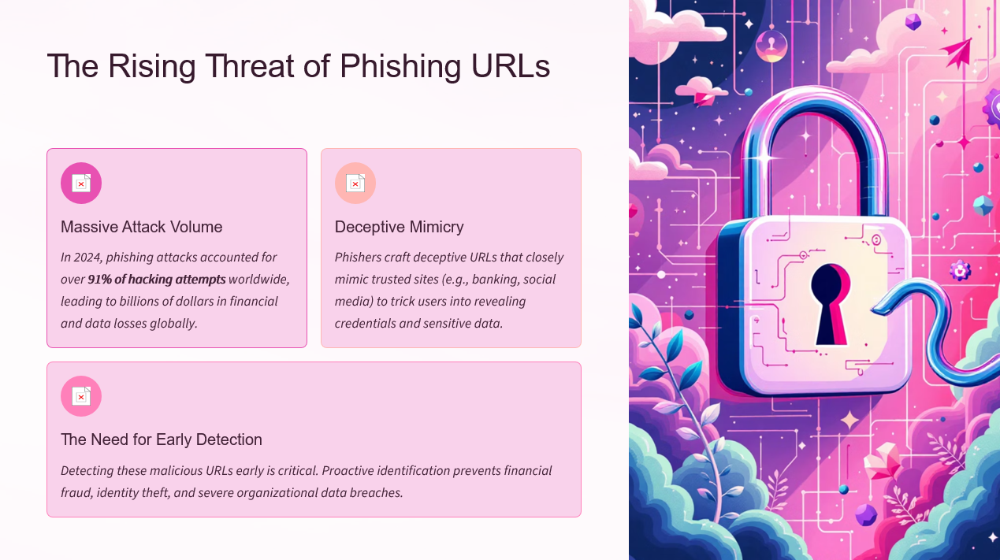 The Rising Threat of Phishing URLs
Massive Attack Volume
In 2024, phishing attacks accounted for
over 91% of hacking attempts worldwide,
leading to billions of dollars in financial
and data losses globally.
Deceptive Mimicry
Phishers craft deceptive URLs that closely
mimic trusted sites (e.g., banking, social
media) to trick users into revealing
credentials and sensitive data.
The Need for Early Detection
Detecting these malicious URLs early is critical. Proactive identification prevents financial
fraud, identity theft, and severe organizational data breaches.